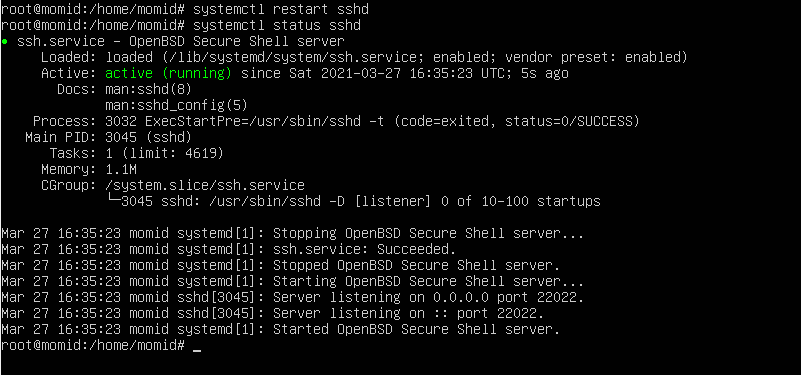 root@momid:/home/momid# systemctl restart sshd
root@momid:/home/momid# systemctl status sshd
● ssh.service - OpenBSD Secure Shell server
     Loaded: loaded (/lib/systemd/system/ssh.service; enabled; vendor preset: enabled)
     Active: active (running) since Sat 2021-03-27 16:35:23 UTC; 5s ago
       Docs: man:sshd(8)
             man:sshd_config(5)
    Process: 3032 ExecStartPre=/usr/sbin/sshd -t (code=exited, status=0/SUCCESS)
   Main PID: 3045 (sshd)
      Tasks: 1 (limit: 4619)
     Memory: 1.1M
     CGroup: /system.slice/ssh.service
             └─3045 sshd: /usr/sbin/sshd -D [listener] 0 of 10-100 startups

Mar 27 16:35:23 momid systemd[1]: Stopping OpenBSD Secure Shell server...
Mar 27 16:35:23 momid systemd[1]: ssh.service: Succeeded.
Mar 27 16:35:23 momid systemd[1]: Stopped OpenBSD Secure Shell server.
Mar 27 16:35:23 momid systemd[1]: Starting OpenBSD Secure Shell server...
Mar 27 16:35:23 momid sshd[3045]: Server listening on 0.0.0.0 port 22022.
Mar 27 16:35:23 momid sshd[3045]: Server listening on :: port 22022.
Mar 27 16:35:23 momid systemd[1]: Started OpenBSD Secure Shell server.
root@momid:/home/momid# _